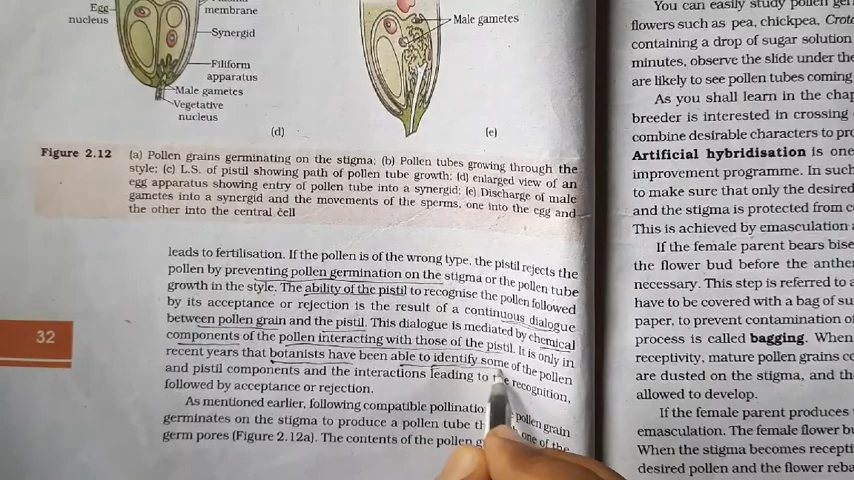 Egg
nucleus
membrane
Synergid
Filiform
apparatus
Male gametes
Vegetative
nucleus
(d)
Male gametes
(e)
Figure 2.12 (a) Pollen grains germinating on the stigma; (b) Pollen tubes growing through the
style; (c) L.S. of pistil showing path of pollen tube growth; (d) enlarged view of an
egg apparatus showing entry of pollen tube into a synergid; (e) Discharge of male
gametes into a synergid and the movements of the sperms, one into the egg and
the other into the central cell
leads to fertilisation. If the pollen is of the wrong type, the pistil rejects the
pollen by preventing pollen germination on the stigma or the pollen tube
growth in the style. The ability of the pistil to recognise the pollen followed
by its acceptance or rejection is the result of a continuous dialogue
between pollen grain and the pistil. This dialogue is mediated by chemical
components of the pollen interacting with those of the pistil. It is only in
recent years that botanists have been able to identify some of the pollen
and pistil components and the interactions leading to the recognition,
followed by acceptance or rejection.
As mentioned earlier, following compatible pollination, pollen grain
germinates on the stigma to produce a pollen tube one of the
germ pores (Figure 2.12a). The contents of the pollen
32
You can easily study pollen
flowers such as pea, chickpea,
containing a drop of sugar solution
minutes, observe the slide under the
are likely to see pollen tubes coming
As you shall learn in the
breeder is interested in crossing
combine desirable characters to
Artificial hybridisation is one
improvement programme. In such
to make sure that only the desired
and the stigma is protected from
This is achieved by emasculation
If the female parent bears
the flower bud before the anther
necessary. This step is referred to
have to be covered with a bag of
paper, to prevent contamination of
process is called bagging. When
receptivity, mature pollen grains
are dusted on the stigma, and
allowed to develop.
If the female parent produces
emasculation. The female flower
When the stigma becomes
desired pollen and the flower